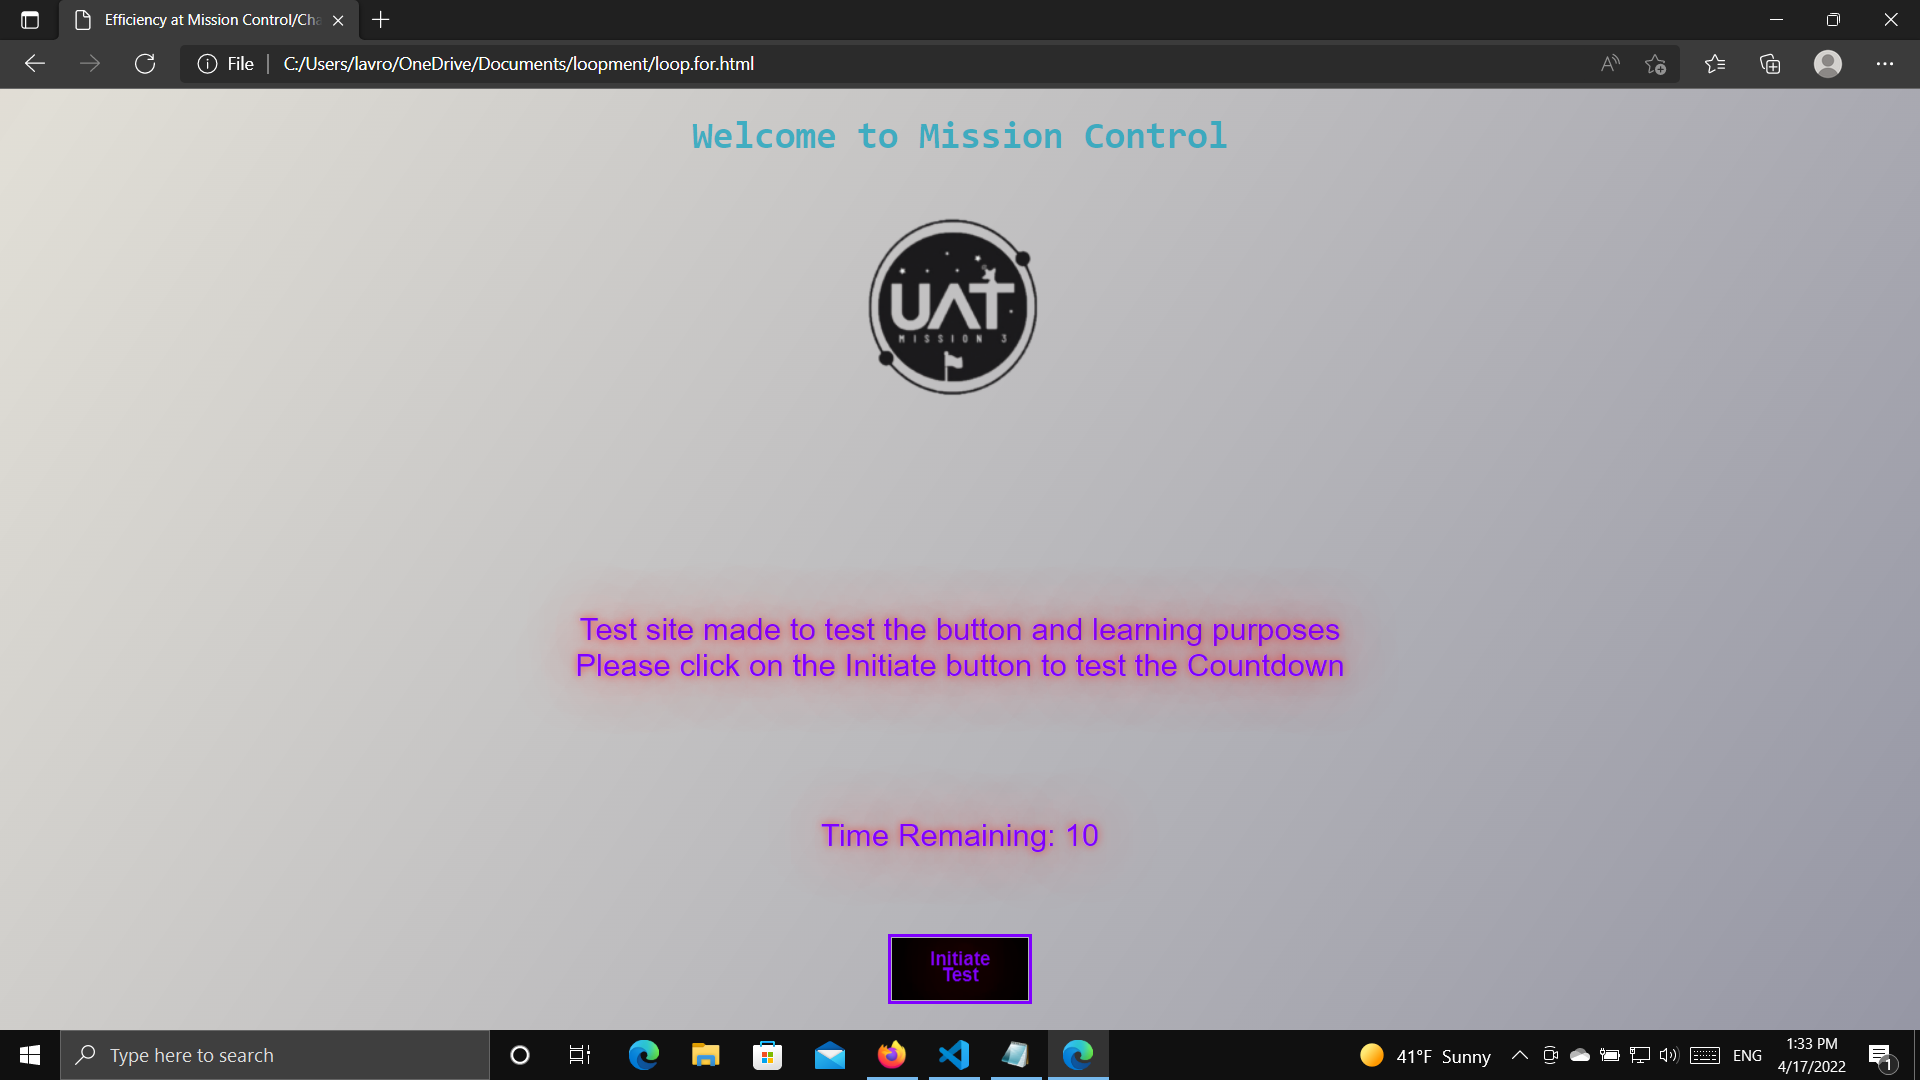 Efficiency at Mission Control/Cha
File
C:/Users/lavro/OneDrive/Documents/loopment/loop.for.html
Welcome to Mission Control
UAT
MISSION 3
Test site made to test the button and learning purposes
Please click on the Initiate button to test the Countdown
Time Remaining: 10
Initiate
Test
Type here to search
41°F Sunny
ENG
1:33 PM
4/17/2022
1